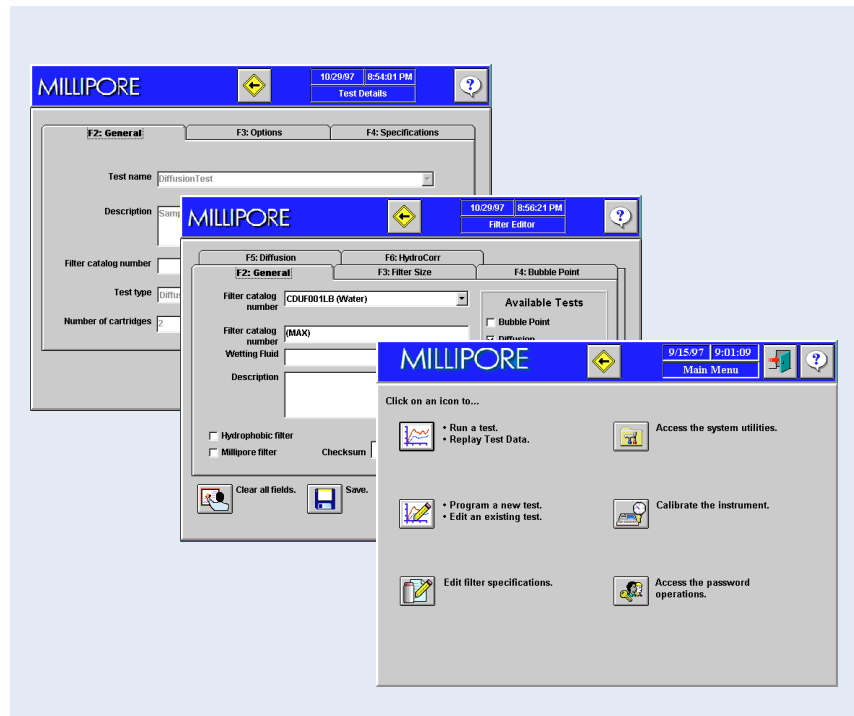 MILLIPORE
10/29/97 8:54:01 PM
Test Details
?
F2: General F3: Options F4: Specifications
Test name DiffusionTest
Description
Filter catalog number
Test type
Number of cartridges 2
MILLIPORE
10/29/97 8:56:21 PM
Filter Editor
?
F5: Diffusion F6: HydroCorr
F2: General F3: Filter Size F4: Bubble Point
Filter catalog
number
CDUF001LB (Water)
Available Tests
Bubble Point
Diffusion
Filter catalog
number
(MAX)
Wetting Fluid
Description
Hydrophobic filter
Millipore filter
Checksum
Clear all fields.
Save.
MILLIPORE
9/15/97 9:01:09
Main Menu
?
Click on an icon to...
• Run a test.
• Replay Test Data.
Access the system utilities.
• Program a new test.
• Edit an existing test.
Calibrate the instrument.
Edit filter specifications.
Access the password
operations.